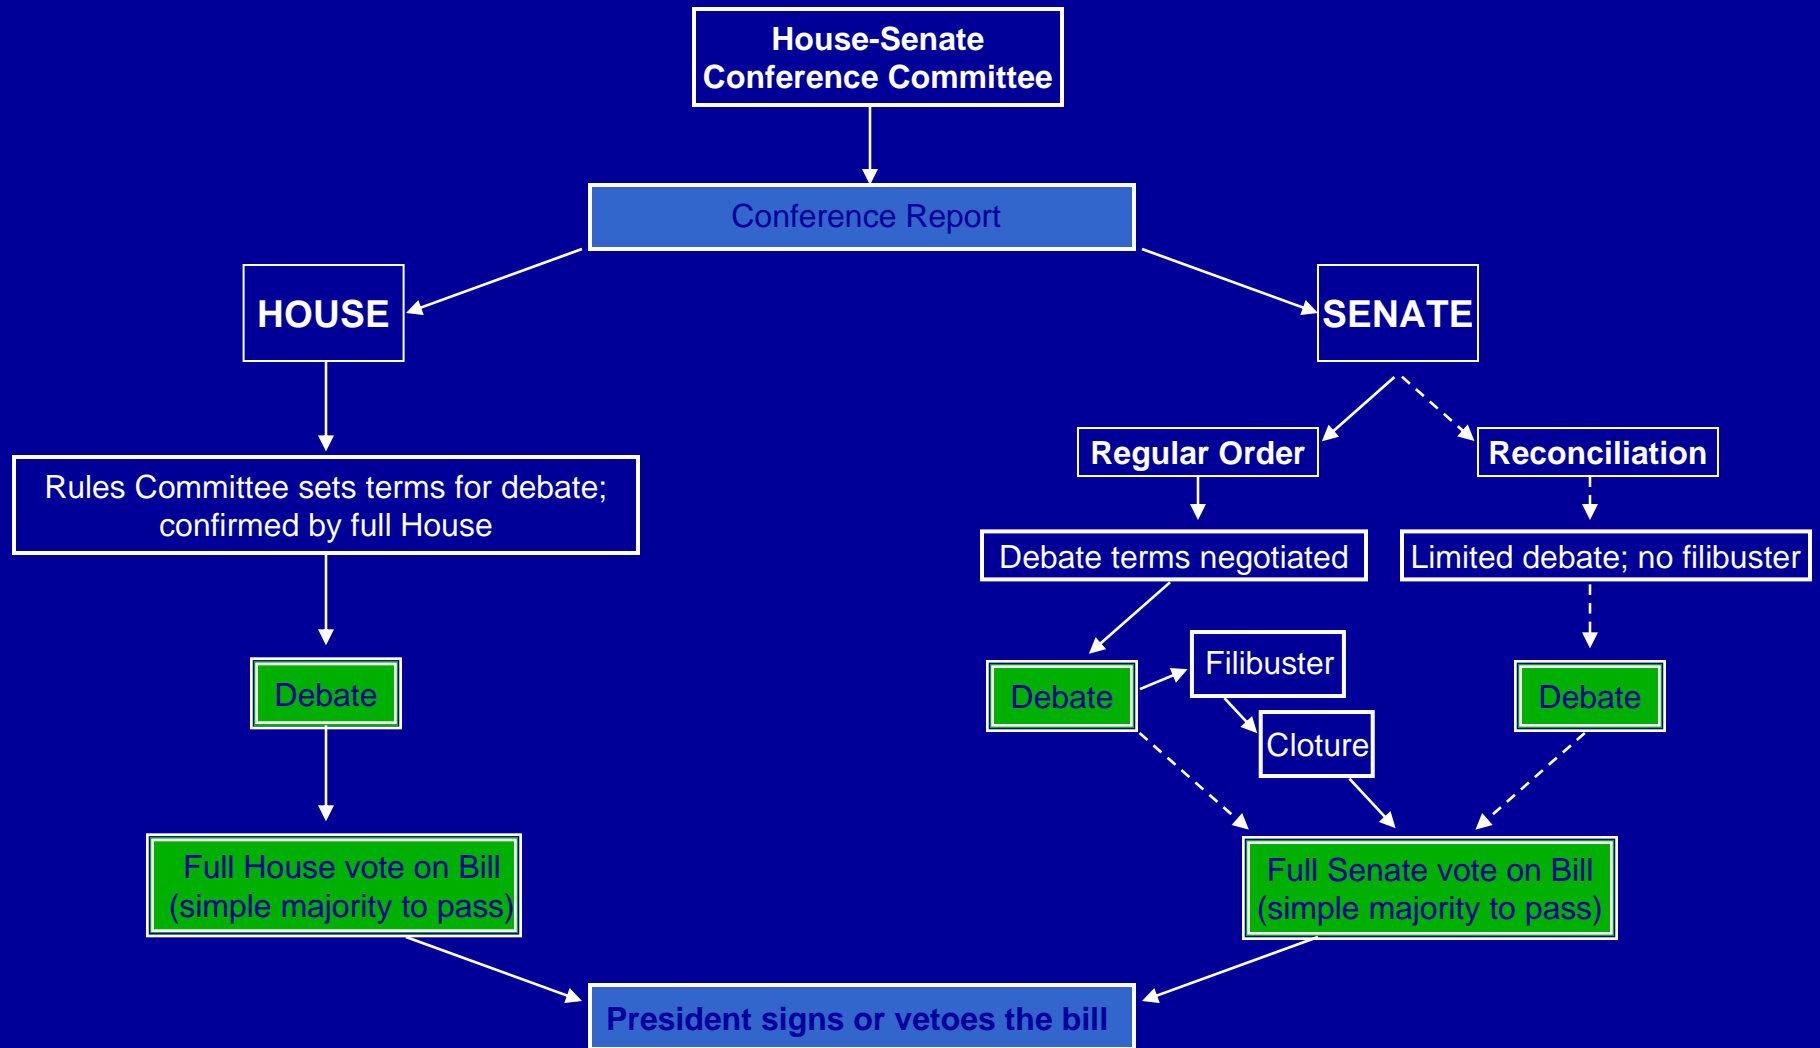 House-Senate
Conference Committee
Conference Report
HOUSE
SENATE
Regular Order
Reconciliation
Rules Committee sets terms for debate;
confirmed by full House
Debate terms negotiated
Limited debate; no filibuster
Debate
Debate
Filibuster
Cloture
Debate
Full House vote on Bill
(simple majority to pass)
Full Senate vote on Bill
(simple majority to pass)
President signs or vetoes the bill